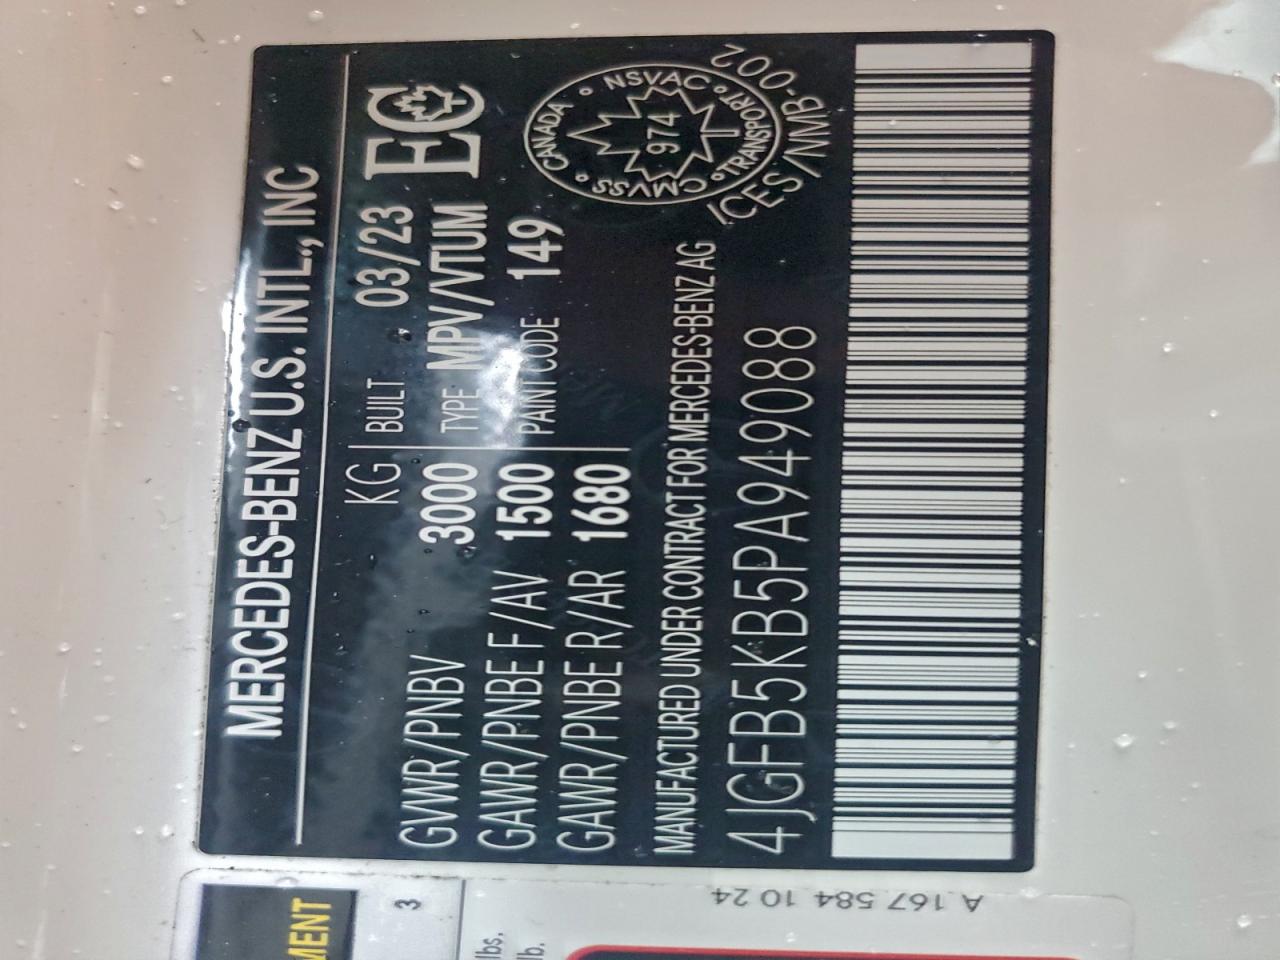 MERCEDES-BENZ U.S. INTL., INC
KG BUILT 03/23 EC
GVWR/PNBV 3000 TYPE MPV/VTUM
GAWR/PNBE F/AV 1500 PAINT CODE 149
GAWR/PNBE R/AR 1680
CANADA NSVAC TRANSPORT CMVSS
974
MANUFACTURED UNDER CONTRACT FOR MERCEDES-BENZ AG
ICES/NMB-002
4JGFB5KB5PA949088
A 167 584 10 24
MENT
3
lbs.
lb.